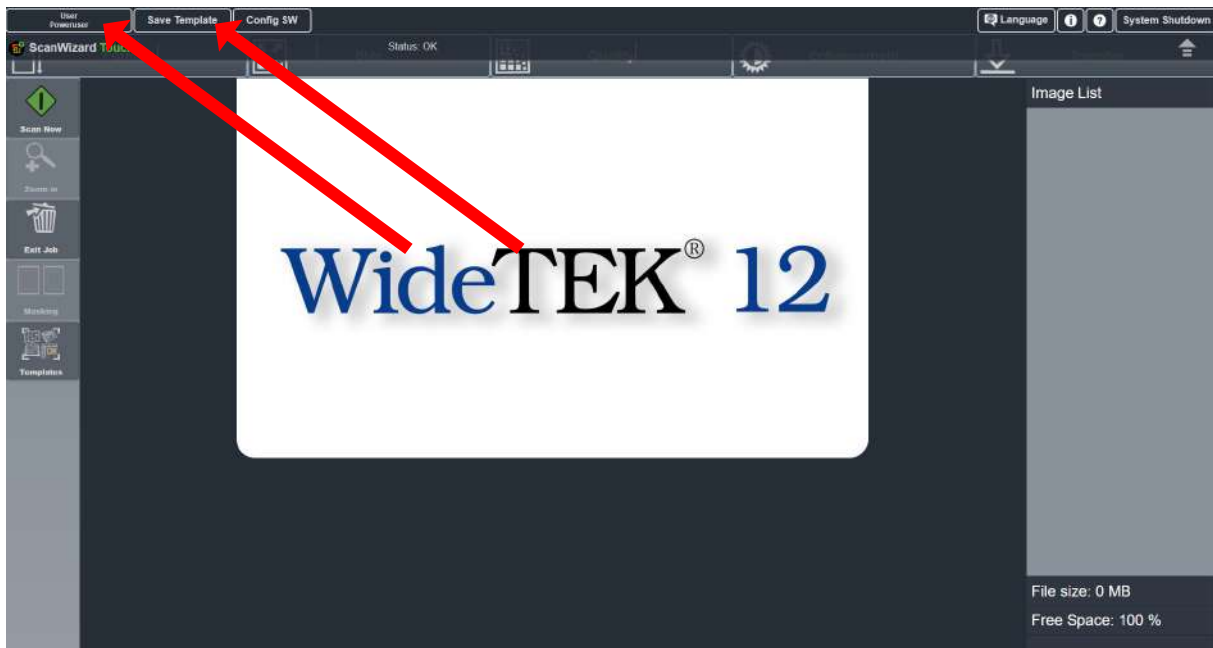 User
Poweruser
Save Template
Config SW
Language
i
?
System Shutdown
ScanWizard
Status: OK
Scan Now
Zoom in
Exit Job
Masking
Templates
WideTEK® 12
Image List
File size: 0 MB
Free Space: 100 %